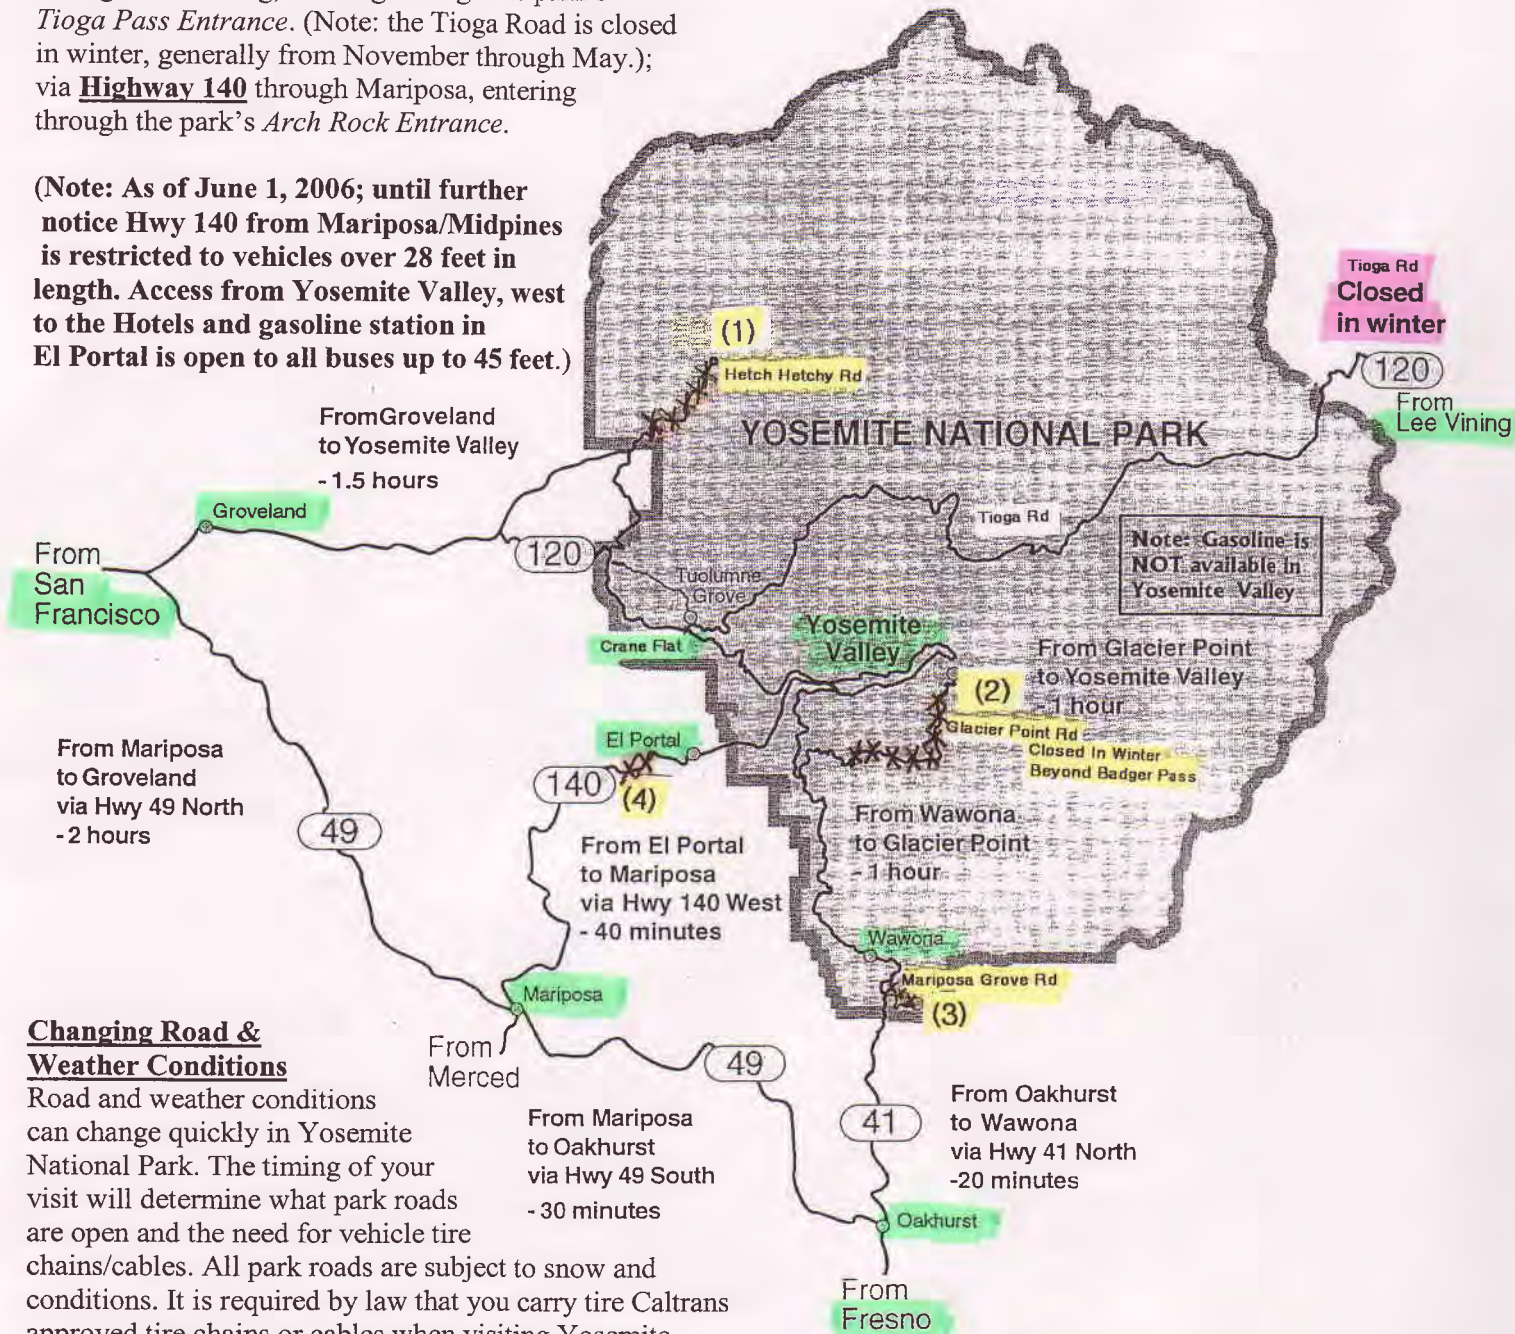 Tioga Pass Entrance. (Note: the Tioga Road is closed
in winter, generally from November through May.);
via Highway 140 through Mariposa, entering
through the park's Arch Rock Entrance.
(Note: As of June 1, 2006; until further
notice Hwy 140 from Mariposa/Midpines
is restricted to vehicles over 28 feet in
length. Access from Yosemite Valley, west
to the Hotels and gasoline station in
El Portal is open to all buses up to 45 feet.)
Tioga Rd
Closed
in winter
120
From
Lee Vining
(1)
Hetch Hetchy Rd
YOSEMITE NATIONAL PARK
FromGroveland
to Yosemite Valley
- 1.5 hours
Groveland
Tioga Rd
120
Note: Gasoline is
NOT available in
Yosemite Valley
From
San
Francisco
Tuolumne
Grove
Crane Flat
Yosemite
Valley
From Glacier Point
to Yosemite Valley
- 1 hour
(2)
Glacier Point Rd
Closed In Winter
Beyond Badger Pass
El Portal
140
(4)
From Mariposa
to Groveland
via Hwy 49 North
- 2 hours
49
From El Portal
to Mariposa
via Hwy 140 West
- 40 minutes
From Wawona
to Glacier Point
- 1 hour
Wawona
Mariposa Grove Rd
(3)
Mariposa
From
Merced
49
41
From Mariposa
to Oakhurst
via Hwy 49 South
- 30 minutes
From Oakhurst
to Wawona
via Hwy 41 North
-20 minutes
Oakhurst
From
Fresno
Changing Road &
Weather Conditions
Road and weather conditions
can change quickly in Yosemite
National Park. The timing of your
visit will determine what park roads
are open and the need for vehicle tire
chains/cables. All park roads are subject to snow and
conditions. It is required by law that you carry tire Caltrans
approved tire chains or cables when visiting Yosemite